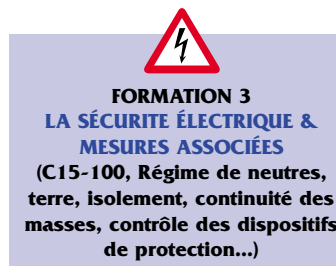 FORMATION 3
LA SÉCURITE ÉLECTRIQUE &
MESURES ASSOCIÉES
(C15-100, Régime de neutres,
terre, isolement, continuité des
masses, contrôle des dispositifs
de protection...)